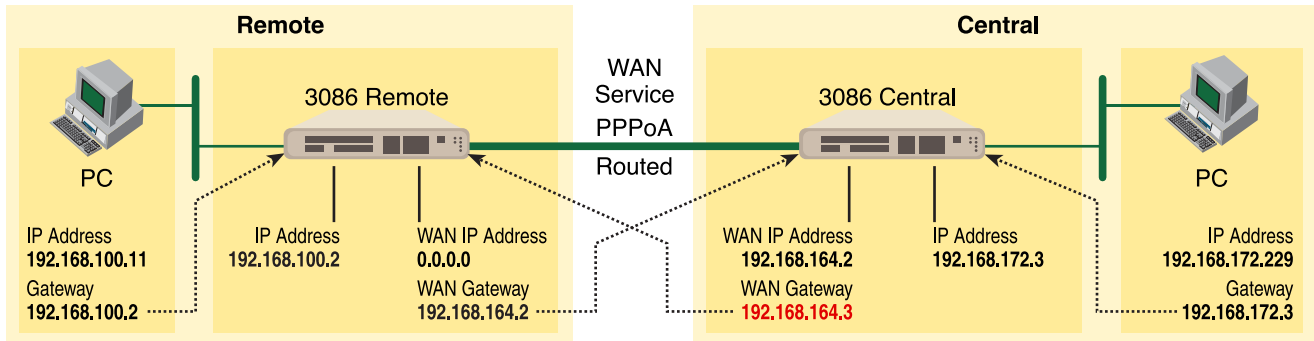 Remote
Central
3086 Remote
WAN
Service
PPPoA
Routed
3086 Central
PC
PC
IP Address
192.168.100.11
Gateway
192.168.100.2
IP Address
192.168.100.2
WAN IP Address
0.0.0.0
WAN Gateway
192.168.164.2
WAN IP Address
192.168.164.2
WAN Gateway
192.168.164.3
IP Address
192.168.172.3
IP Address
192.168.172.229
Gateway
192.168.172.3